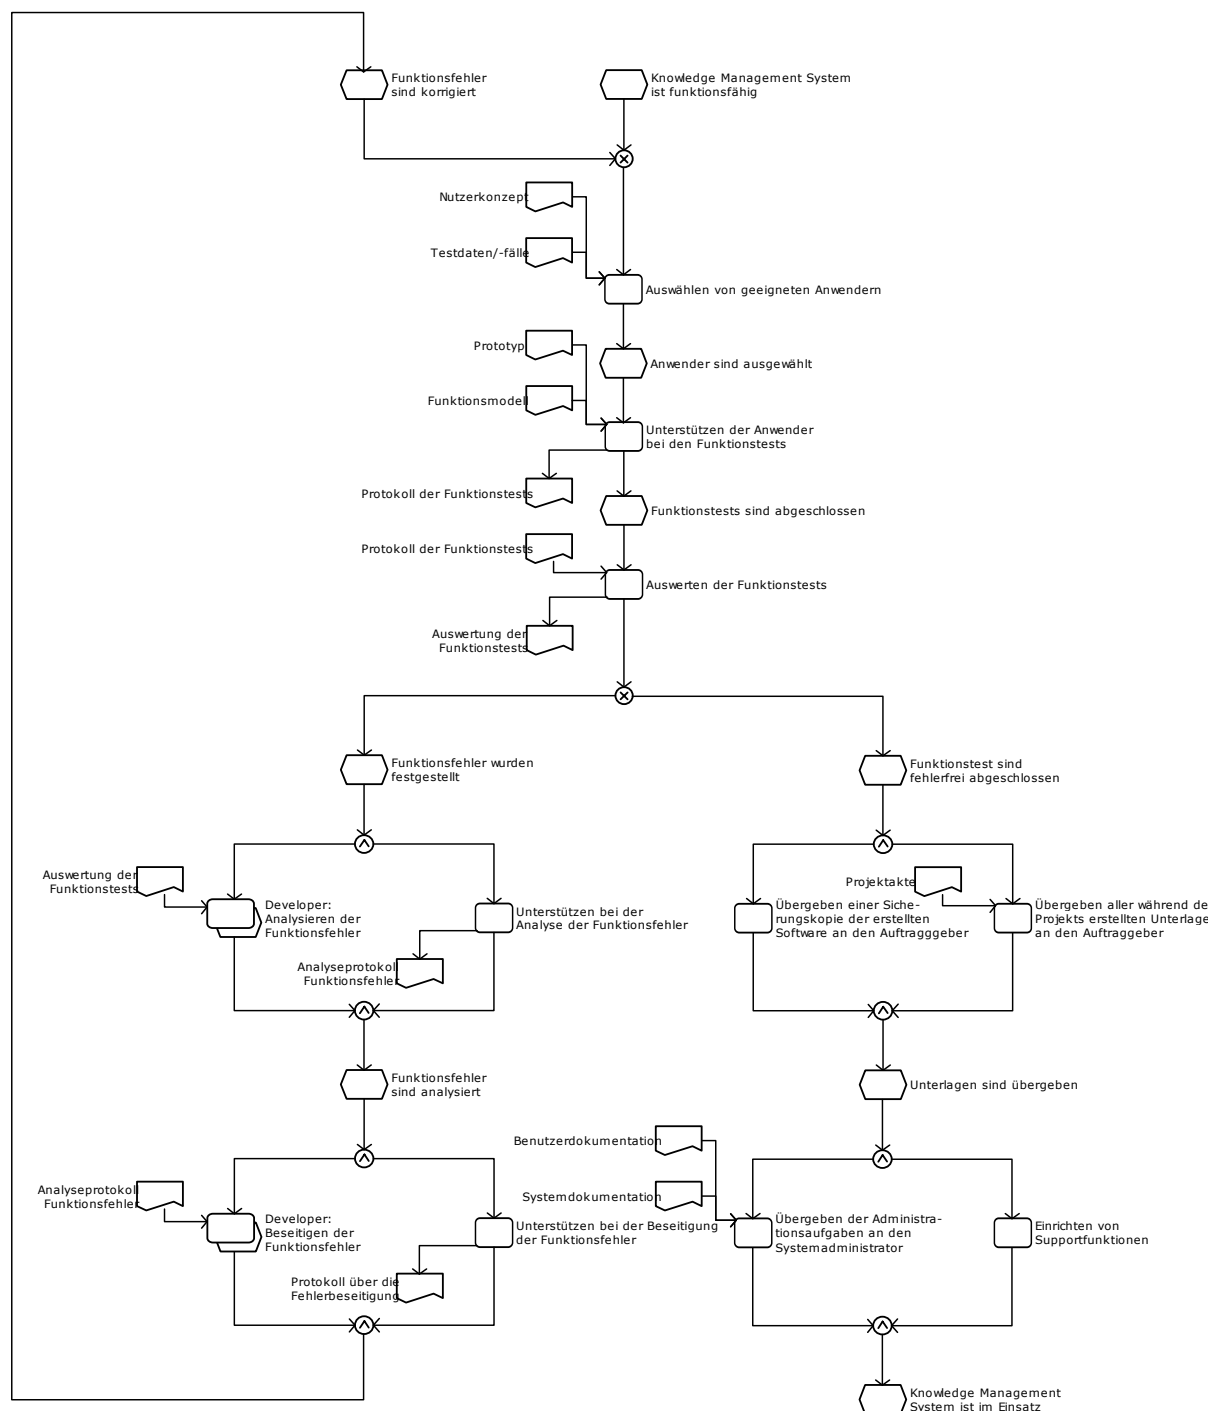 Funktionsfehler
sind korrigiert
Knowledge Management System
ist funktionsfähig
Nutzerkonzept
Testdaten/-fälle
Auswählen von geeigneten Anwendern
Prototyp
Anwender sind ausgewählt
Funktionsmodell
Unterstützen der Anwender
bei den Funktionstests
Protokoll der Funktionstests
Funktionstests sind abgeschlossen
Protokoll der Funktionstests
Auswerten der Funktionstests
Auswertung der
Funktionstests
Funktionsfehler wurden
festgestellt
Funktionstest sind
fehlerfrei abgeschlossen
Auswertung der
Funktionstests
Developer:
Analysieren der
Funktionsfehler
Unterstützen bei der
Analyse der Funktionsfehler
Analyseprotokoll
Funktionsfehler
Projektakte
Übergeben einer Siche-
rungskopie der erstellten
Software an den Auftragggeber
Übergeben aller während de
Projekts erstellten Unterlage
an den Auftraggeber
Funktionsfehler
sind analysiert
Unterlagen sind übergeben
Analyseprotokoll
Funktionsfehler
Developer:
Beseitigen der
Funktionsfehler
Unterstützen bei der Beseitigung
der Funktionsfehler
Protokoll über die
Fehlerbeseitigung
Benutzerdokumentation
Systemdokumentation
Übergeben der Administra-
tionsaufgaben an den
Systemadministrator
Einrichten von
Supportfunktionen
Knowledge Management
System ist im Einsatz